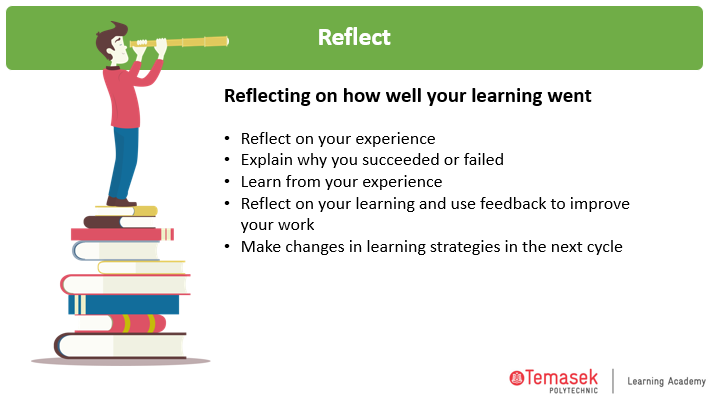 Reflect
Reflecting on how well your learning went
• Reflect on your experience
• Explain why you succeeded or failed
• Learn from your experience
• Reflect on your learning and use feedback to improve
your work
• Make changes in learning strategies in the next cycle
Temasek
POLYTECHNIC
Learning Academy